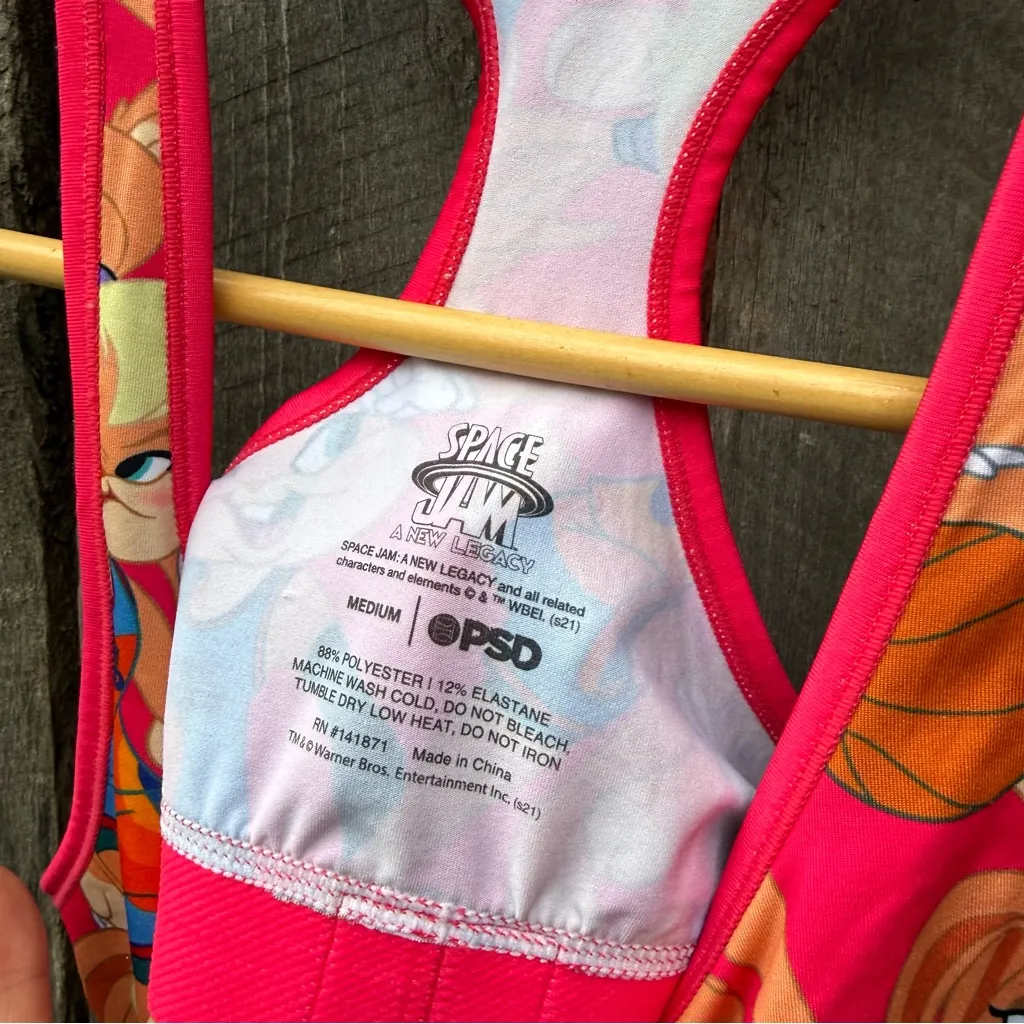 SPACE
JAM
A NEW LEGACY
SPACE JAM: A NEW LEGACY and all related
characters and elements © & ™ WBEI. (s21)
MEDIUM | PSD
88% POLYESTER | 12% ELASTANE
MACHINE WASH COLD, DO NOT BLEACH,
TUMBLE DRY LOW HEAT, DO NOT IRON
RN #141871 Made in China
TM & © Warner Bros. Entertainment Inc. (s21)